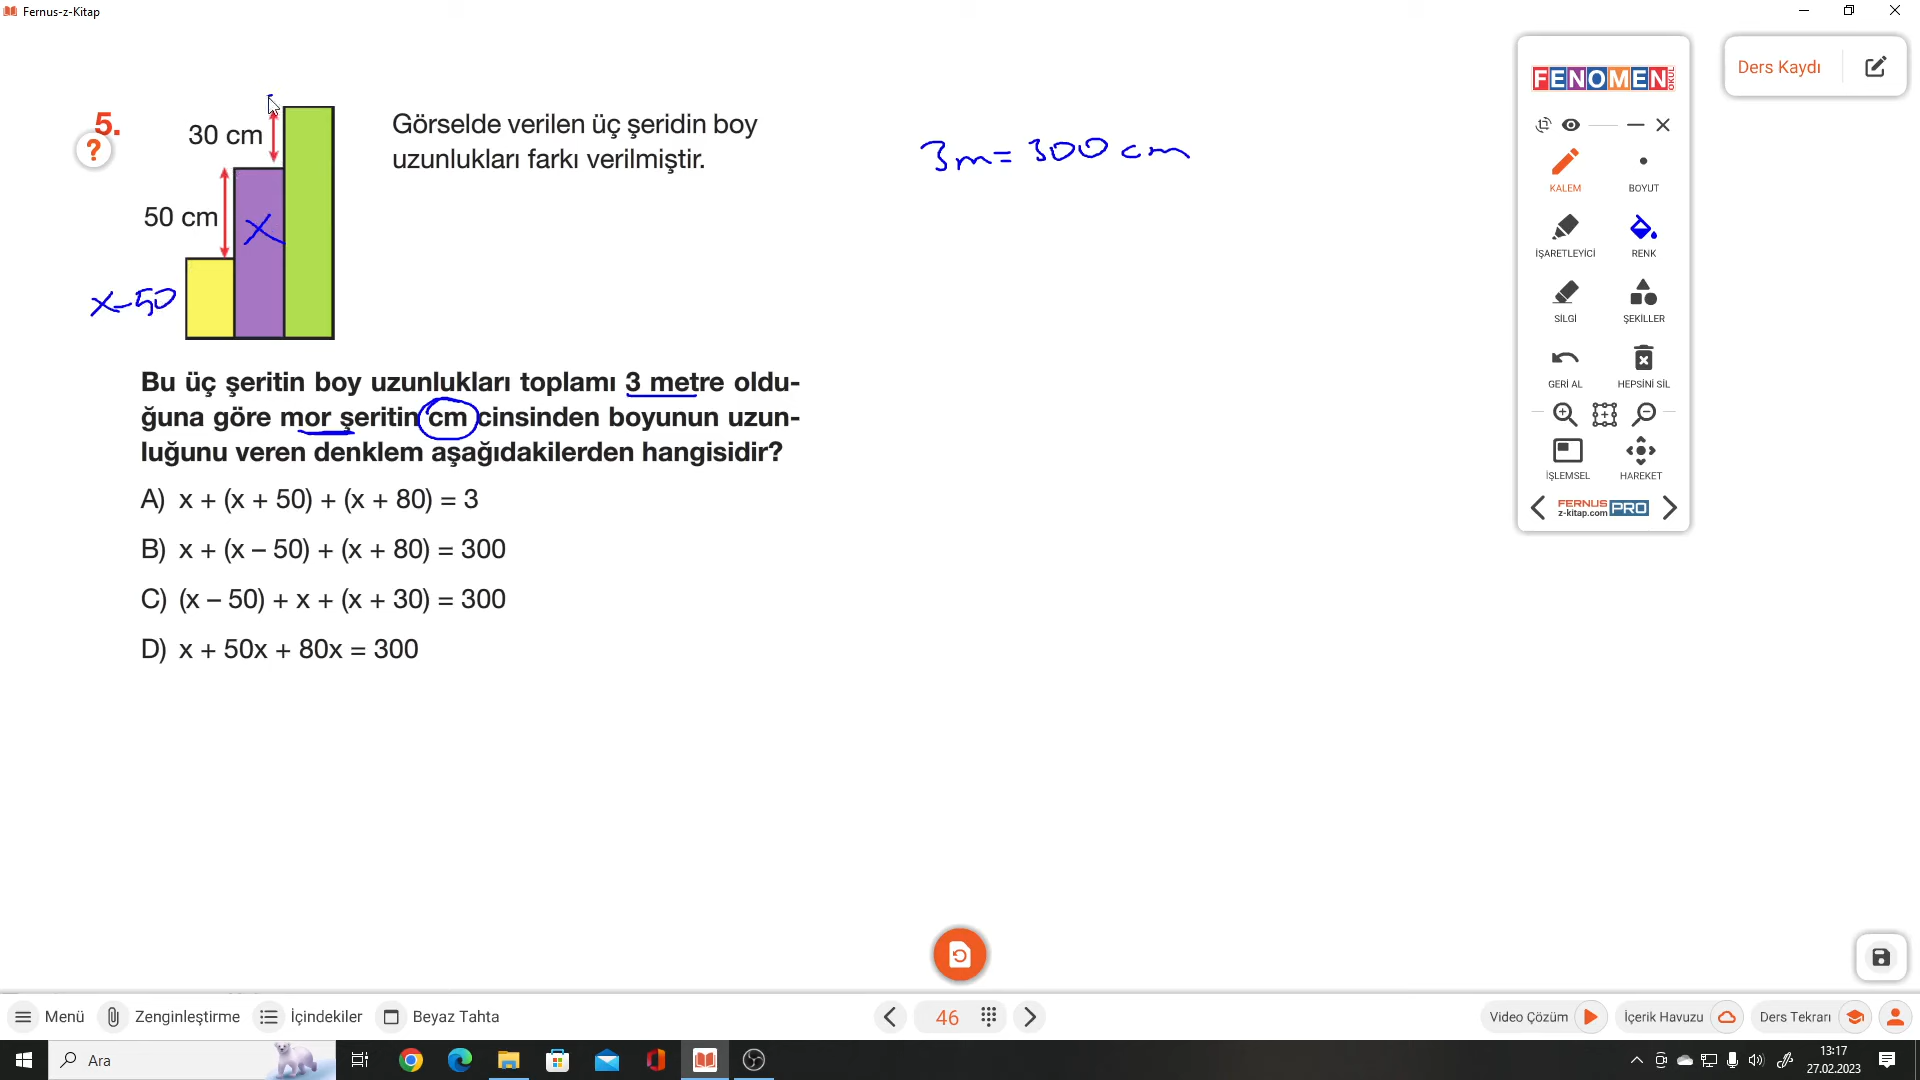 Fernus-z-Kitap
5.
?
30 cm
50 cm
x
x-50
Görselde verilen üç şeridin boy
uzunlukları farkı verilmiştir.
3m = 300 cm
Bu üç şeritin boy uzunlukları toplamı 3 metre oldu-
ğuna göre mor şeritin cm cinsinden boyunun uzun-
luğunu veren denklem aşağıdakilerden hangisidir?
A) x + (x + 50) + (x + 80) = 3
B) x + (x – 50) + (x + 80) = 300
C) (x – 50) + x + (x + 30) = 300
D) x + 50x + 80x = 300
FENOMEN OKUL
KALEM
BOYUT
İŞARETLEYİCİ
RENK
SİLGİ
ŞEKİLLER
GERİ AL
HEPSİNİ SİL
İŞLEMSEL
HAREKET
FERNUS
z-kitap.com
PRO
Ders Kaydı
Menü
Zenginleştirme
İçindekiler
Beyaz Tahta
46
Video Çözüm
İçerik Havuzu
Ders Tekrarı
Ara
13:17
27.02.2023